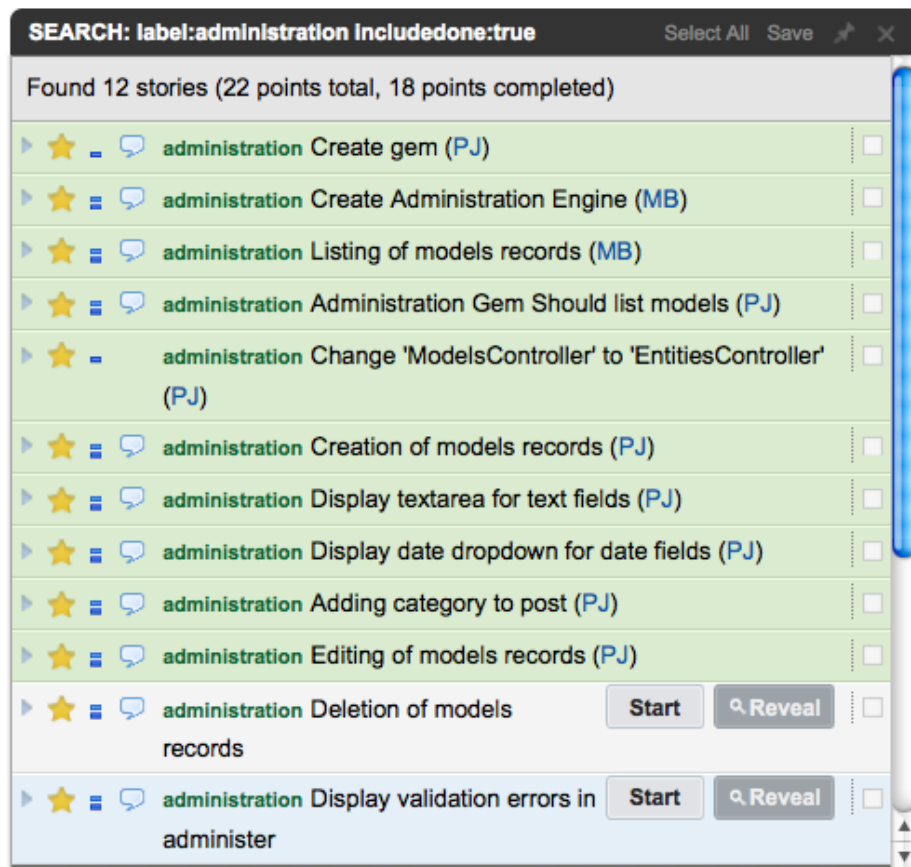 SEARCH: label:administration includedone:true Select All Save
Found 12 stories (22 points total, 18 points completed)
administration Create gem (PJ)
administration Create Administration Engine (MB)
administration Listing of models records (MB)
administration Administration Gem Should list models (PJ)
administration Change 'ModelsController' to 'EntitiesController'
(PJ)
administration Creation of models records (PJ)
administration Display textarea for text fields (PJ)
administration Display date dropdown for date fields (PJ)
administration Adding category to post (PJ)
administration Editing of models records (PJ)
administration Deletion of models Start Reveal
records
administration Display validation errors in Start Reveal
administer